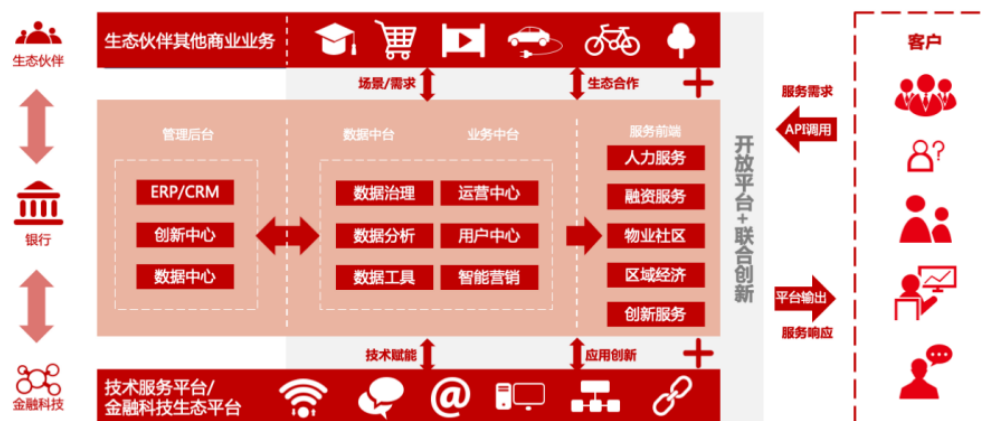 生态伙伴
银行
金融科技
生态伙伴其他商业业务
场景/需求
生态合作
管理后台
ERP/CRM
创新中心
数据中心
数据中台
业务中台
数据治理
运营中心
数据分析
用户中心
数据工具
智能营销
服务前端
人力服务
融资服务
物业社区
区域经济
创新服务
技术赋能
应用创新
技术服务平台/
金融科技生态平台
@
开放平台+联合创新
服务需求
API调用
平台输出
服务响应
客户
?